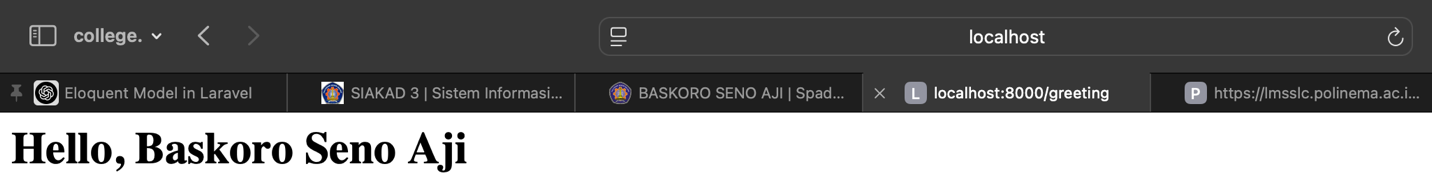 college.
localhost
Eloquent Model in Laravel
SIAKAD 3 | Sistem Informasi...
BASKORO SENO AJI | Spad...
L localhost:8000/greeting
P https://lmsslc.polinema.ac.i...
Hello, Baskoro Seno Aji